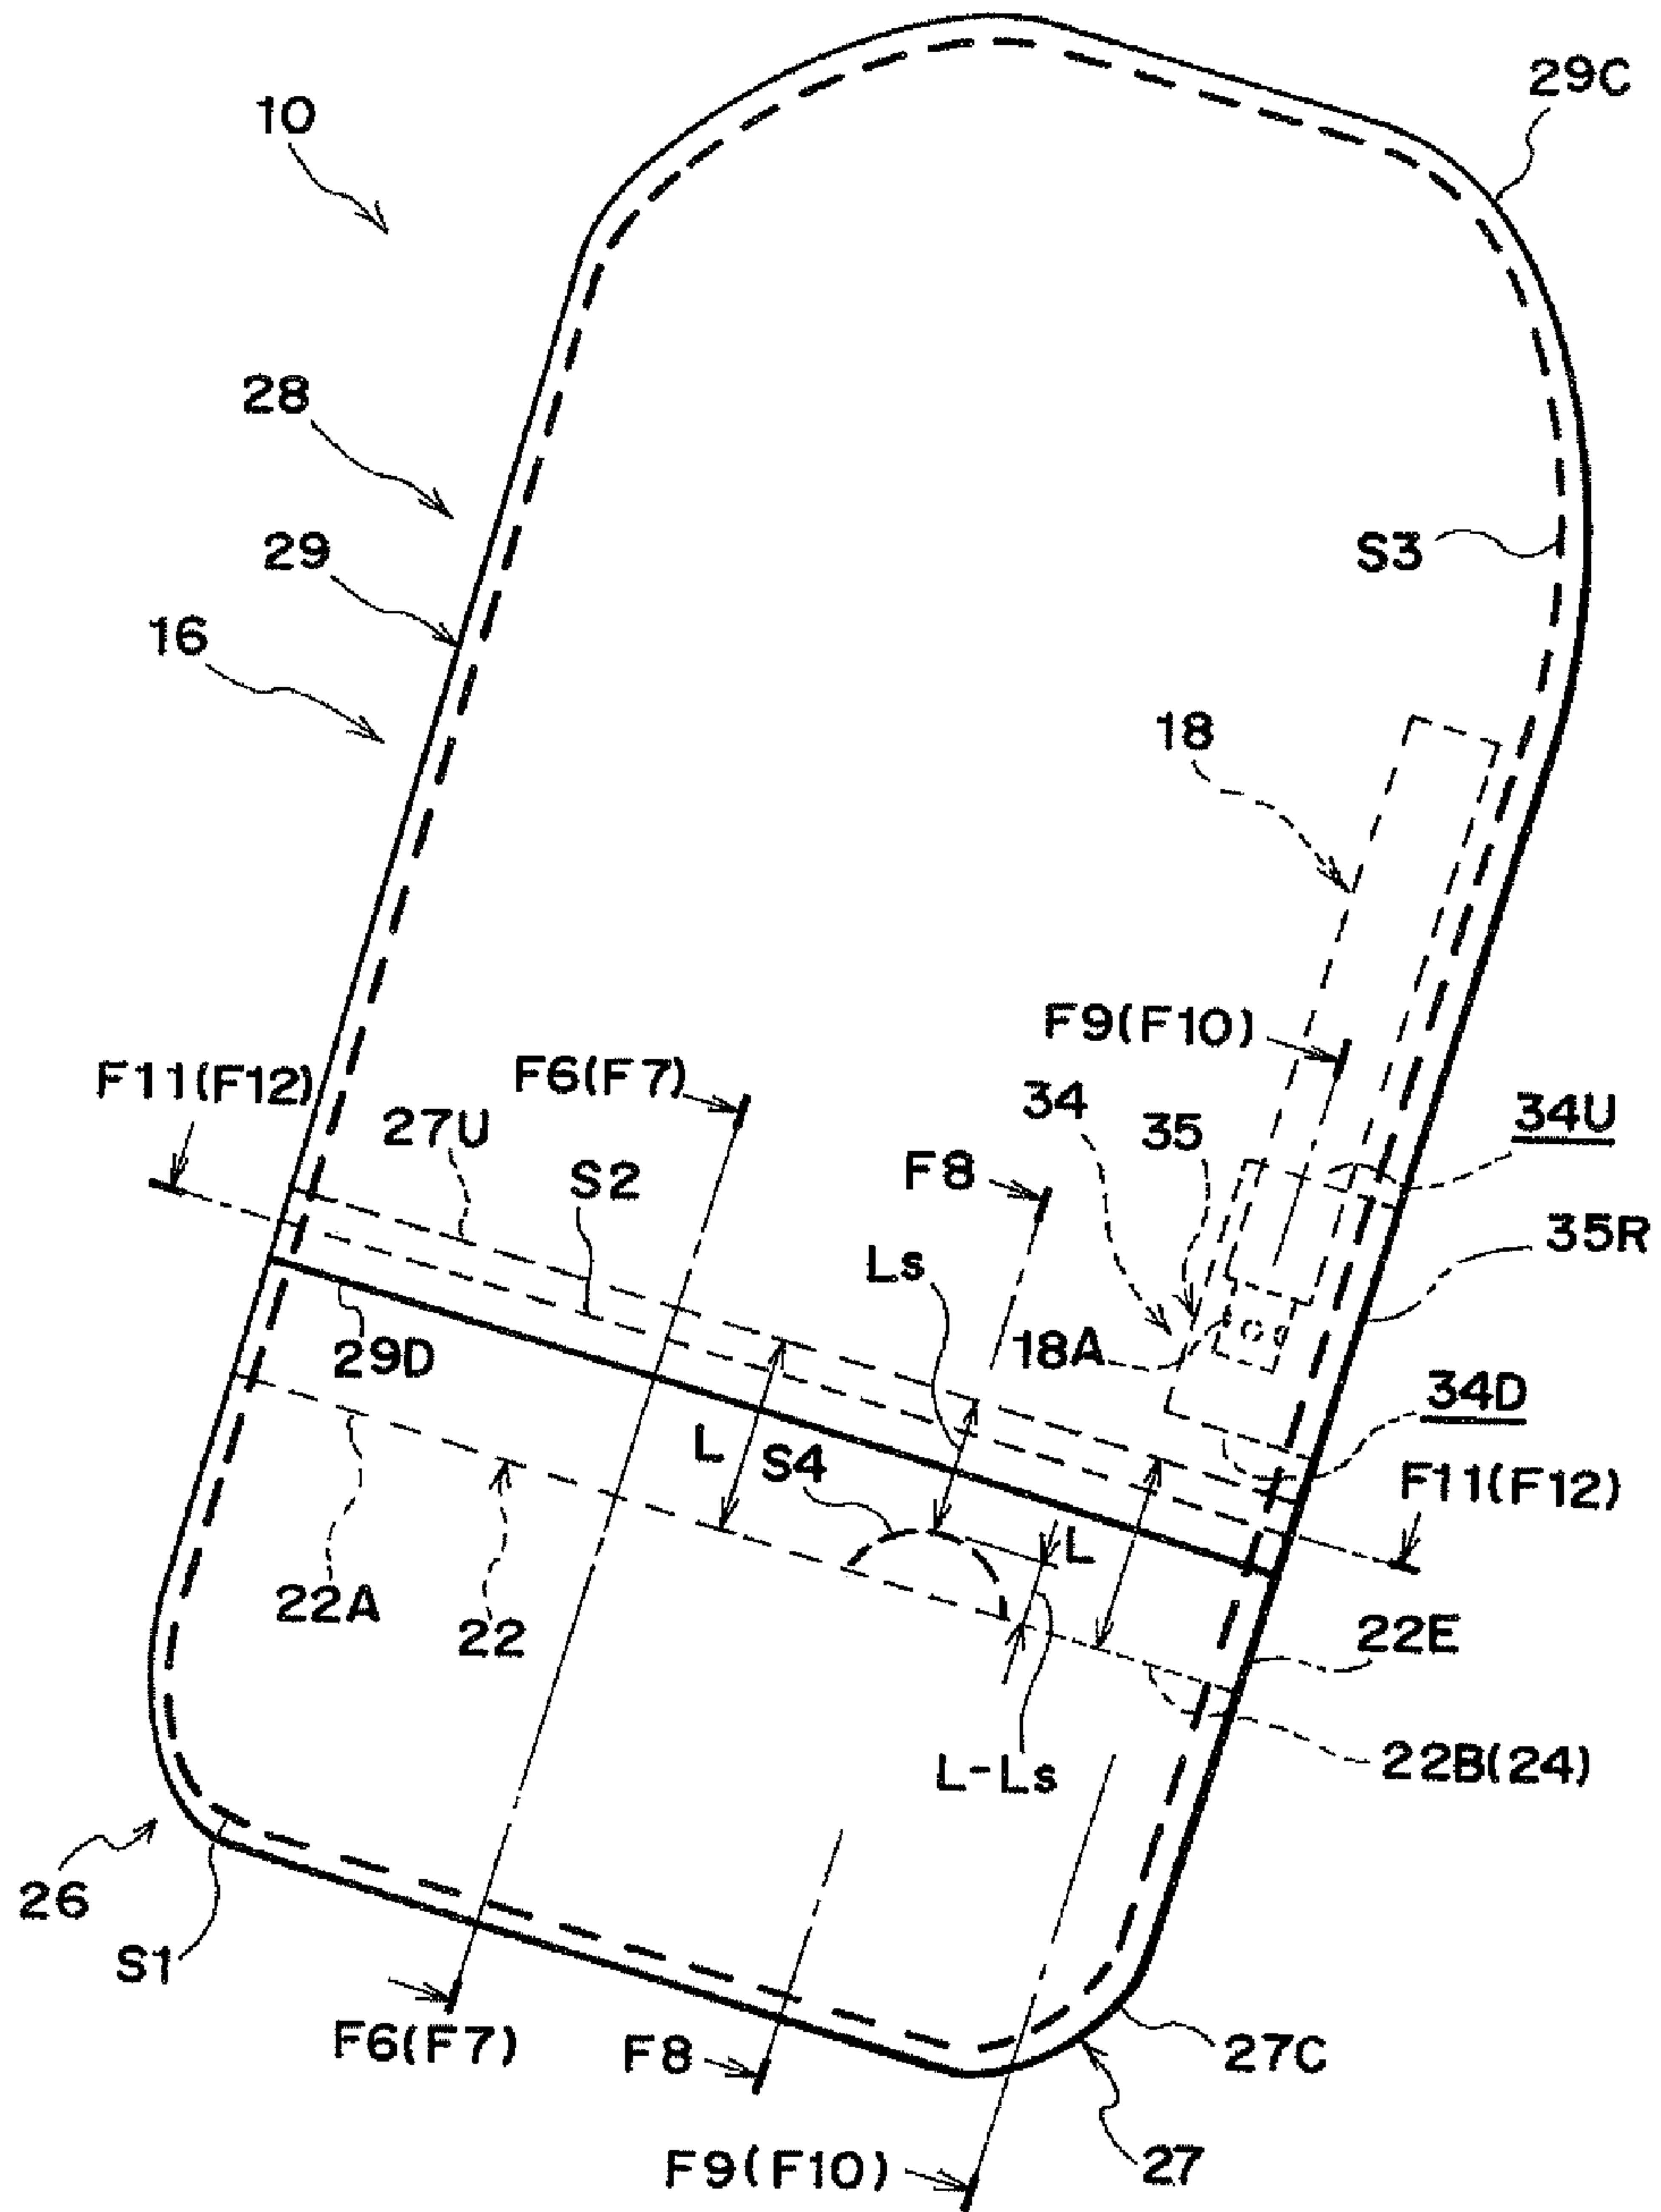 29C
10
28
29
S3
16
18
F9(F10)
F11(F12)
F6(F7)
34
34U
27U
35
F8
S2
35R
Ls
29D
18A
34D
L
S4
F11(F12)
L
22A
22
22E
L-Ls
22B(24)
26
S1
F6(F7)
F8
27C
F9(F10)
27